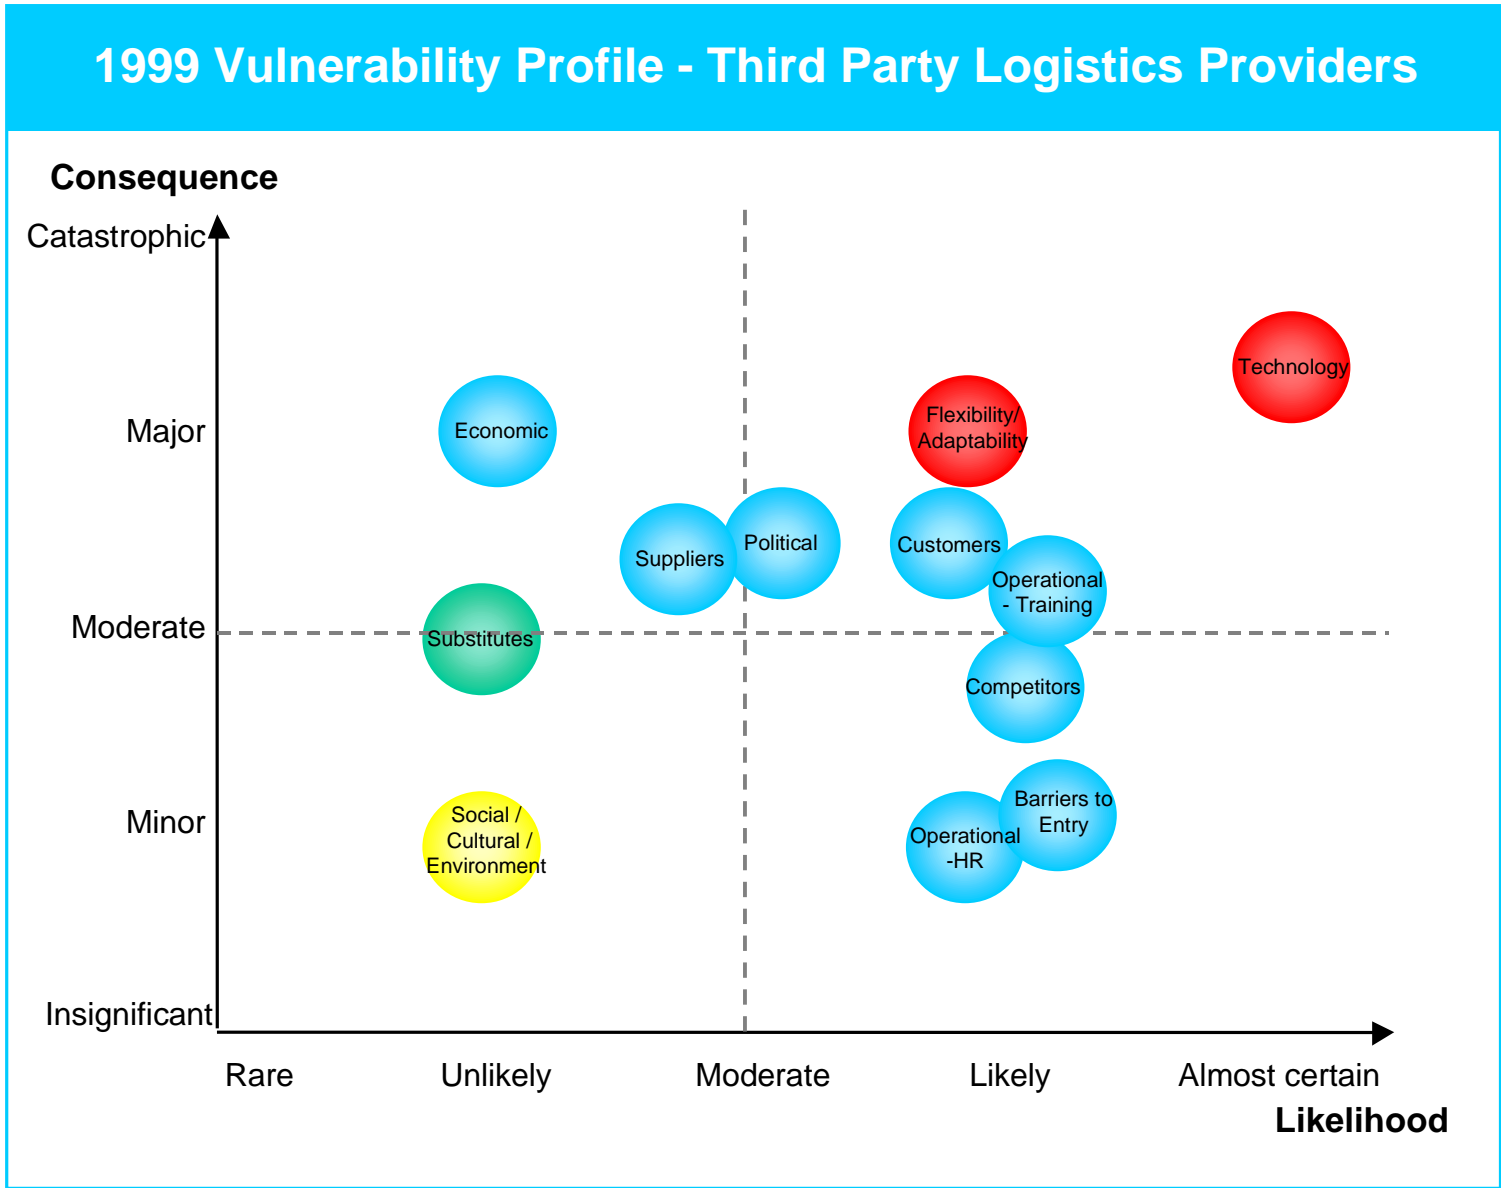 1999 Vulnerability Profile - Third Party Logistics Providers
Consequence
Catastrophic
Technology
Major
Economic
Flexibility/
Adaptability
Suppliers
Political
Customers
Operational
- Training
Moderate
Substitutes
Competitors
Minor
Social /
Cultural /
Environment
Operational
-HR
Barriers to
Entry
Insignificant
Rare
Unlikely
Moderate
Likely
Almost certain
Likelihood